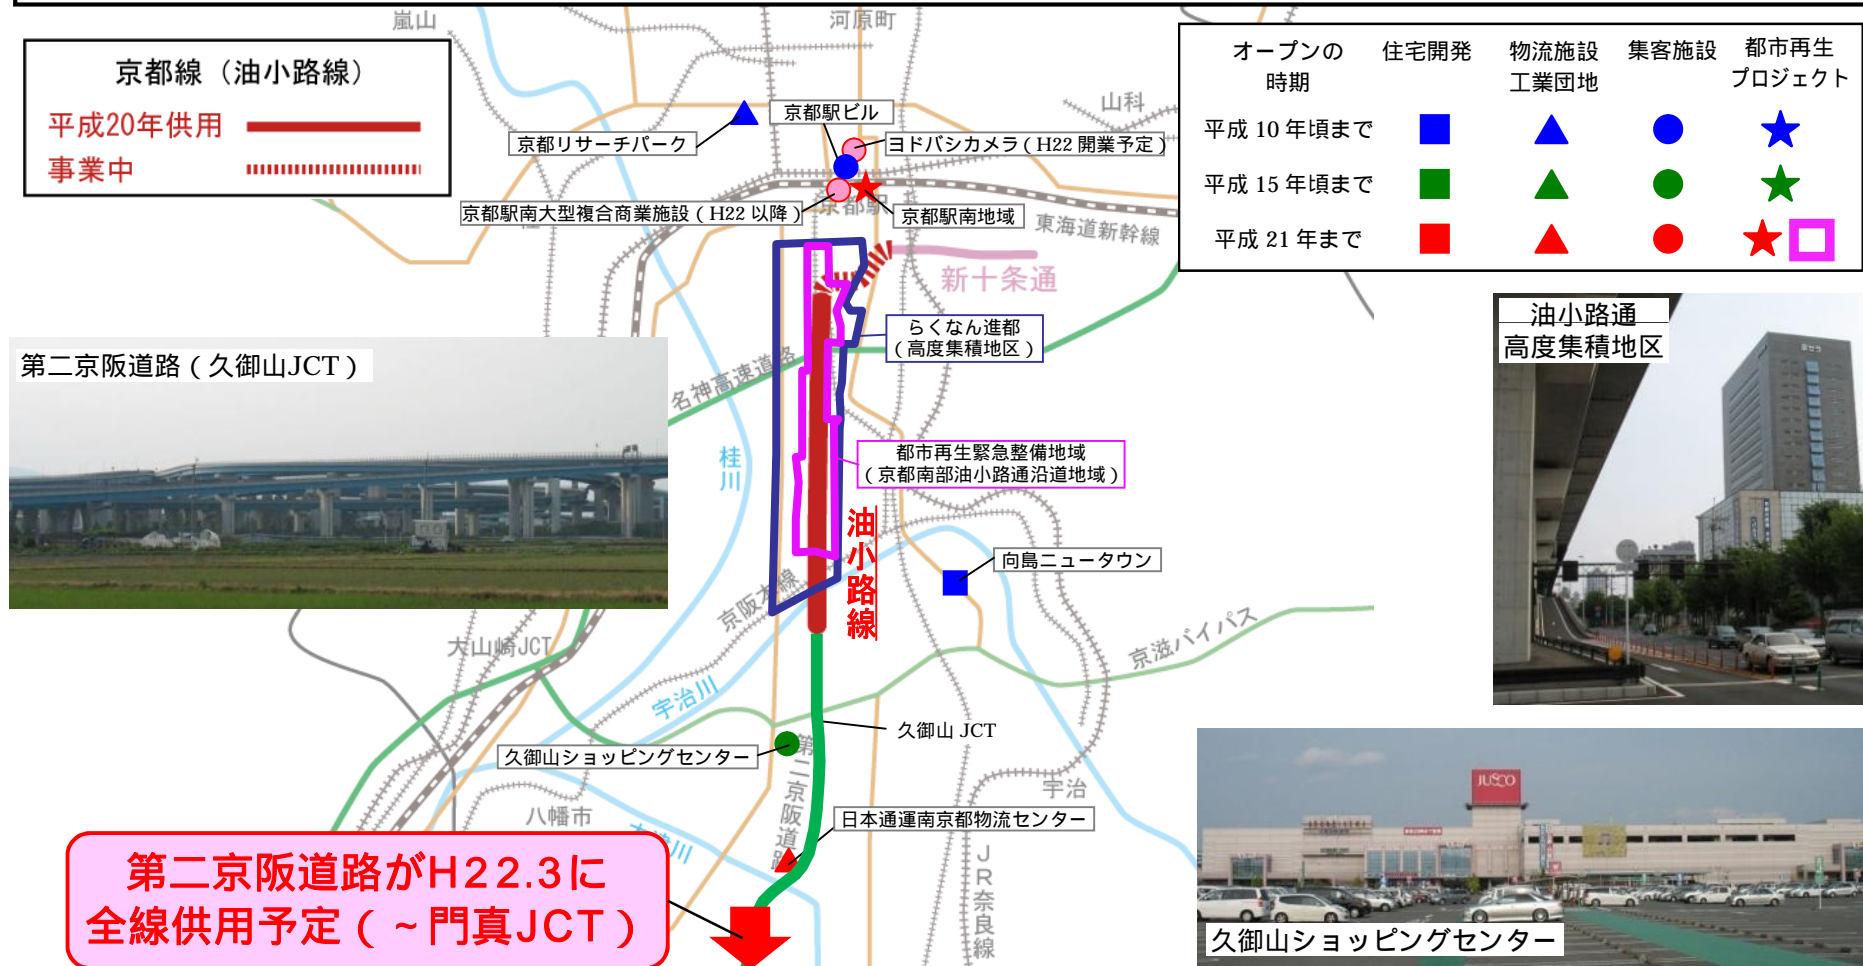 嵐山
河原町
京都線（油小路線）
平成20年供用
事業中
オープンの
時期
住宅開発
物流施設
工業団地
集客施設
都市再生
プロジェクト
平成 10 年頃まで
平成 15 年頃まで
平成 21 年まで
山科
京都駅ビル
京都リサーチパーク
ヨドバシカメラ（H22 開業予定）
京都駅南大型複合商業施設（H22 以降）
京都駅
京都駅南地域
東海道新幹線
新十条通
らくなん進都
（高度集積地区）
油小路通
高度集積地区
京セラ
第二京阪道路（久御山JCT）
名神高速道路
桂川
都市再生緊急整備地域
（京都南部油小路通沿道地域）
油小路線
向島ニュータウン
京阪本線
大山崎JCT
京滋バイパス
宇治川
久御山 JCT
久御山ショッピングセンター
第二京阪道路
宇治
八幡市
日本通運南京都物流センター
JR奈良線
第二京阪道路がH22.3に
全線供用予定（～門真JCT）
JUSCO
久御山ショッピングセンター